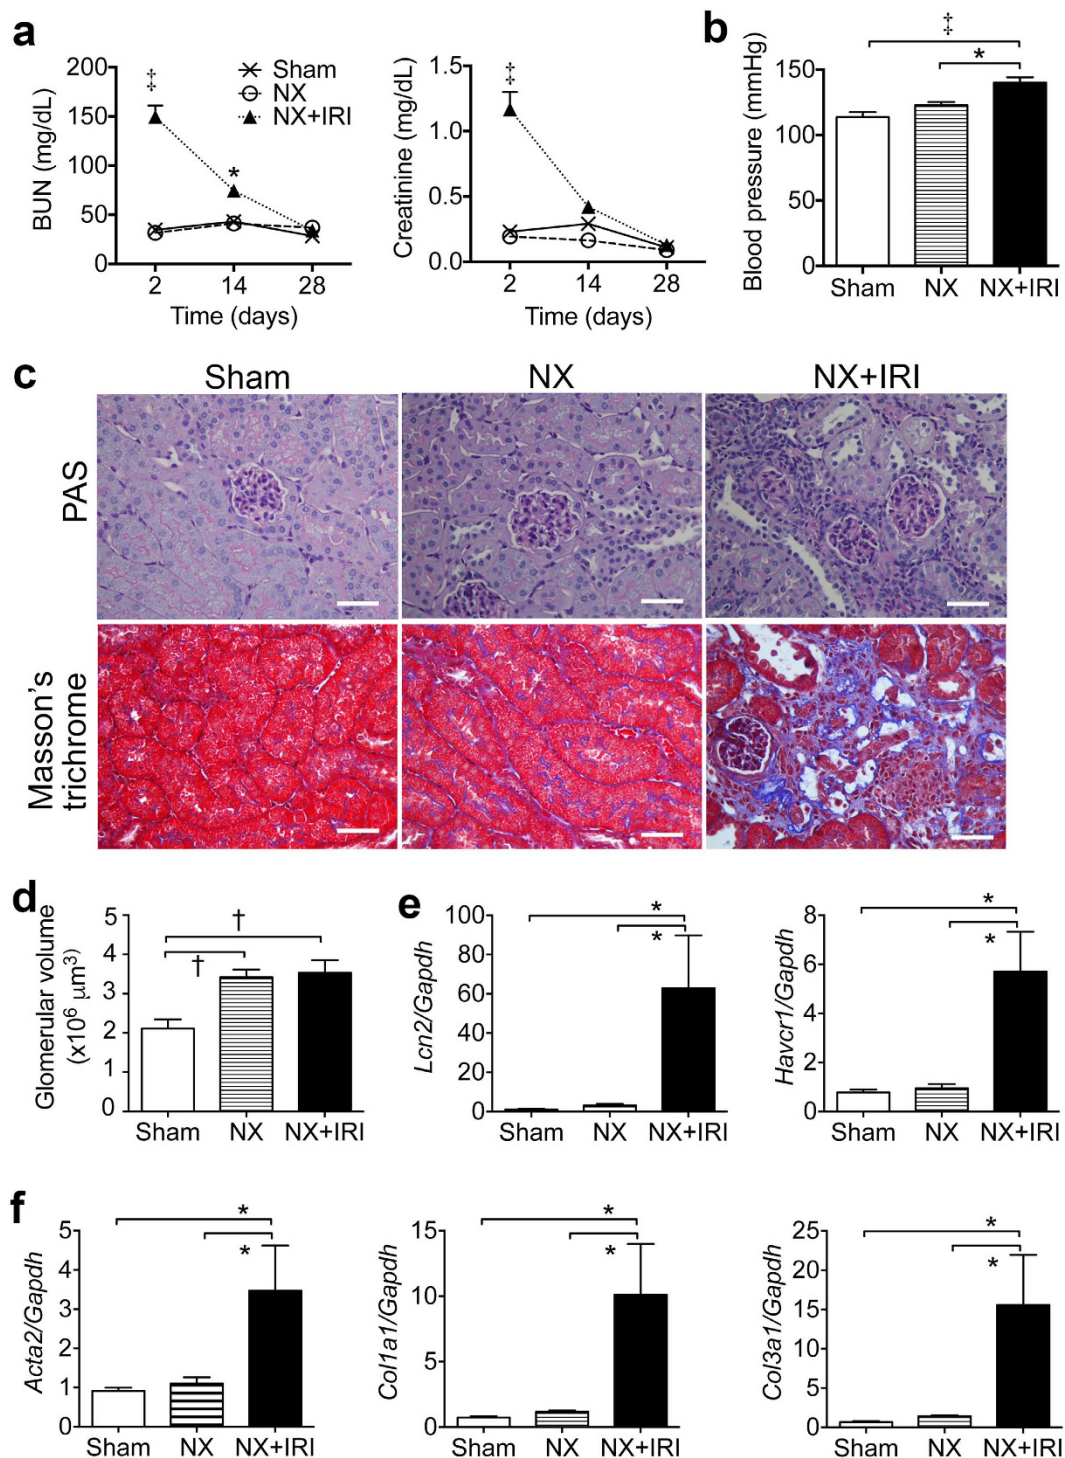 a
BUN (mg/dL)
200
150
100
50
0
‡
*
Sham
NX
NX+IRI
2 14 28
Time (days)
Creatinine (mg/dL)
1.5
1.0
0.5
0.0
‡
2 14 28
Time (days)
b
Blood pressure (mmHg)
150
100
50
0
‡
*
Sham NX NX+IRI
c
Sham NX NX+IRI
PAS
Masson's
trichrome
d
Glomerular volume
(x10⁶ µm³)
5
4
3
2
1
0
†
†
Sham NX NX+IRI
e
Lcn2/Gapdh
100
80
60
40
20
0
*
*
Sham NX NX+IRI
Havcr1/Gapdh
8
6
4
2
0
*
*
Sham NX NX+IRI
f
Acta2/Gapdh
5
4
3
2
1
0
*
*
Sham NX NX+IRI
Col1a1/Gapdh
15
10
5
0
*
*
Sham NX NX+IRI
Col3a1/Gapdh
25
20
15
10
5
0
*
*
Sham NX NX+IRI